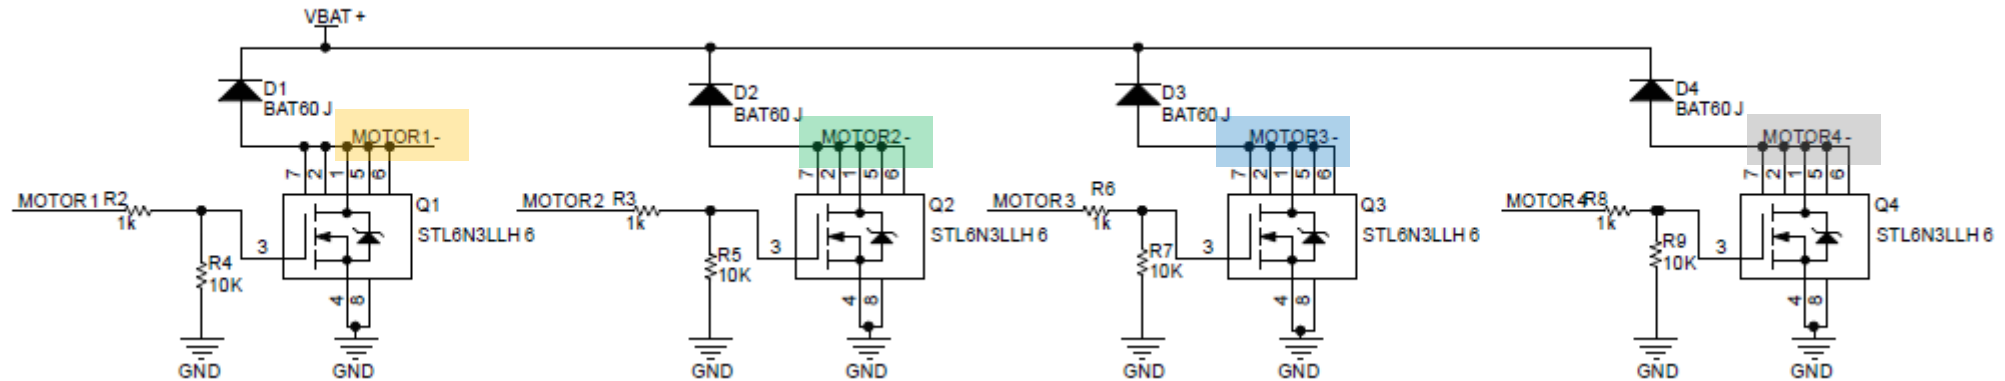 VBAT +
D1
BAT60 J
MOTOR1 -
7 2 1 5 6
MOTOR 1 R2
1k
3
Q1
STL6N3LLH 6
R4
10K
4 8
GND
GND
D2
BAT60 J
MOTOR2 -
7 2 1 5 6
MOTOR2 R3
1k
3
Q2
STL6N3LLH 6
R5
10K
4 8
GND
GND
D3
BAT60 J
MOTOR3 -
7 2 1 5 6
MOTOR 3
R6
1k
3
Q3
STL6N3LLH 6
R7
10K
4 8
GND
GND
D4
BAT60 J
MOTOR4 -
7 2 1 5 6
MOTOR4 R8
1k
3
Q4
STL6N3LLH 6
R9
10K
4 8
GND
GND